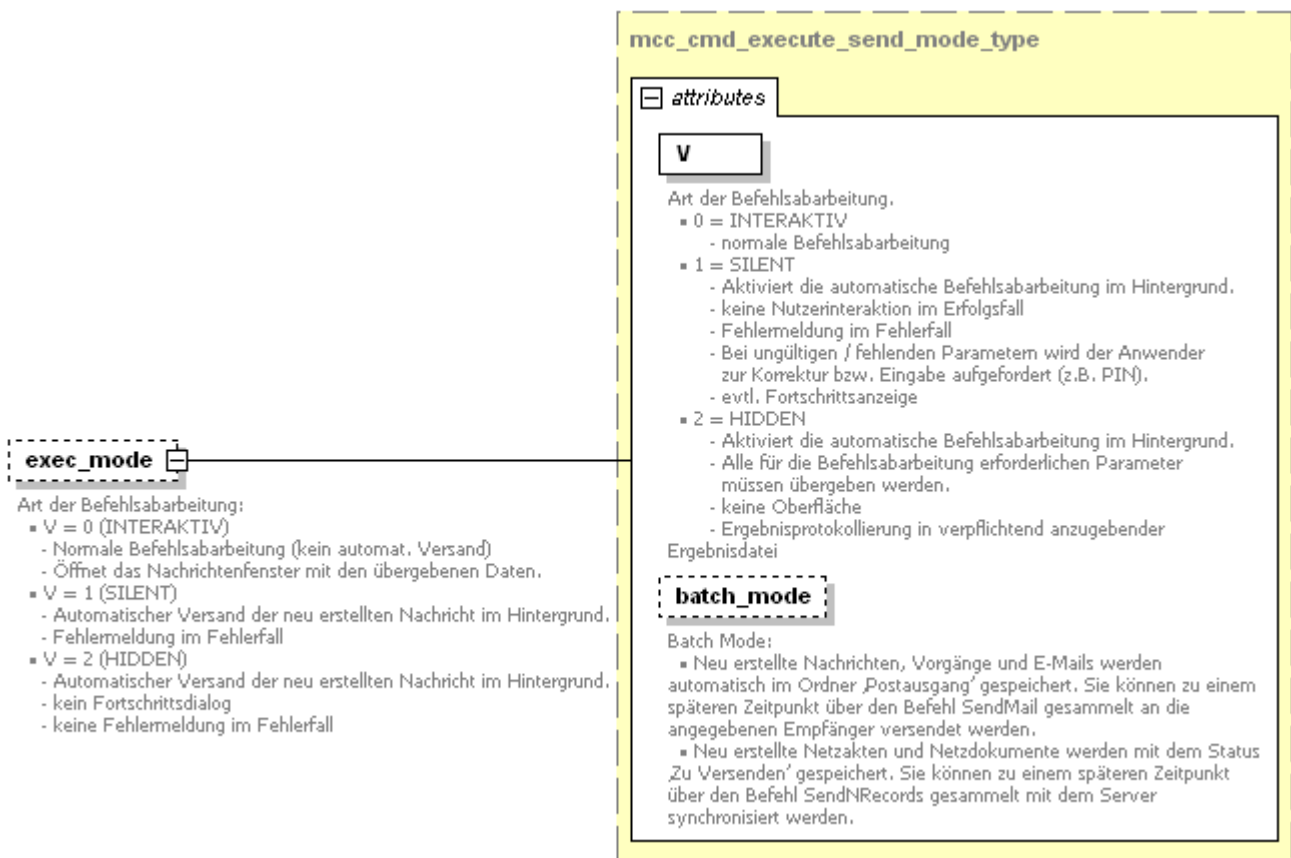 mcc_cmd_execute_send_mode_type
attributes
V
Art der Befehlsabarbeitung.
▪ 0 = INTERAKTIV
- normale Befehlsabarbeitung
▪ 1 = SILENT
- Aktiviert die automatische Befehlsabarbeitung im Hintergrund.
- keine Nutzerinteraktion im Erfolgsfall
- Fehlermeldung im Fehlerfall
- Bei ungültigen / fehlenden Parametern wird der Anwender
zur Korrektur bzw. Eingabe aufgefordert (z.B. PIN).
- evtl. Fortschrittsanzeige
▪ 2 = HIDDEN
- Aktiviert die automatische Befehlsabarbeitung im Hintergrund.
- Alle für die Befehlsabarbeitung erforderlichen Parameter
müssen übergeben werden.
- keine Oberfläche
- Ergebnisprotokollierung in verpflichtend anzugebender
Ergebnisdatei
batch_mode
Batch Mode:
▪ Neu erstellte Nachrichten, Vorgänge und E-Mails werden
automatisch im Ordner ‚Postausgang’ gespeichert. Sie können zu einem
späteren Zeitpunkt über den Befehl SendMail gesammelt an die
angegebenen Empfänger versendet werden.
▪ Neu erstellte Netzakten und Netzdokumente werden mit dem Status
‚Zu Versenden’ gespeichert. Sie können zu einem späteren Zeitpunkt
über den Befehl SendNRecords gesammelt mit dem Server
synchronisiert werden.
exec_mode
Art der Befehlsabarbeitung:
▪ V = 0 (INTERAKTIV)
- Normale Befehlsabarbeitung (kein automat. Versand)
- Öffnet das Nachrichtenfenster mit den übergebenen Daten.
▪ V = 1 (SILENT)
- Automatischer Versand der neu erstellten Nachricht im Hintergrund.
- Fehlermeldung im Fehlerfall
▪ V = 2 (HIDDEN)
- Automatischer Versand der neu erstellten Nachricht im Hintergrund.
- kein Fortschrittsdialog
- keine Fehlermeldung im Fehlerfall